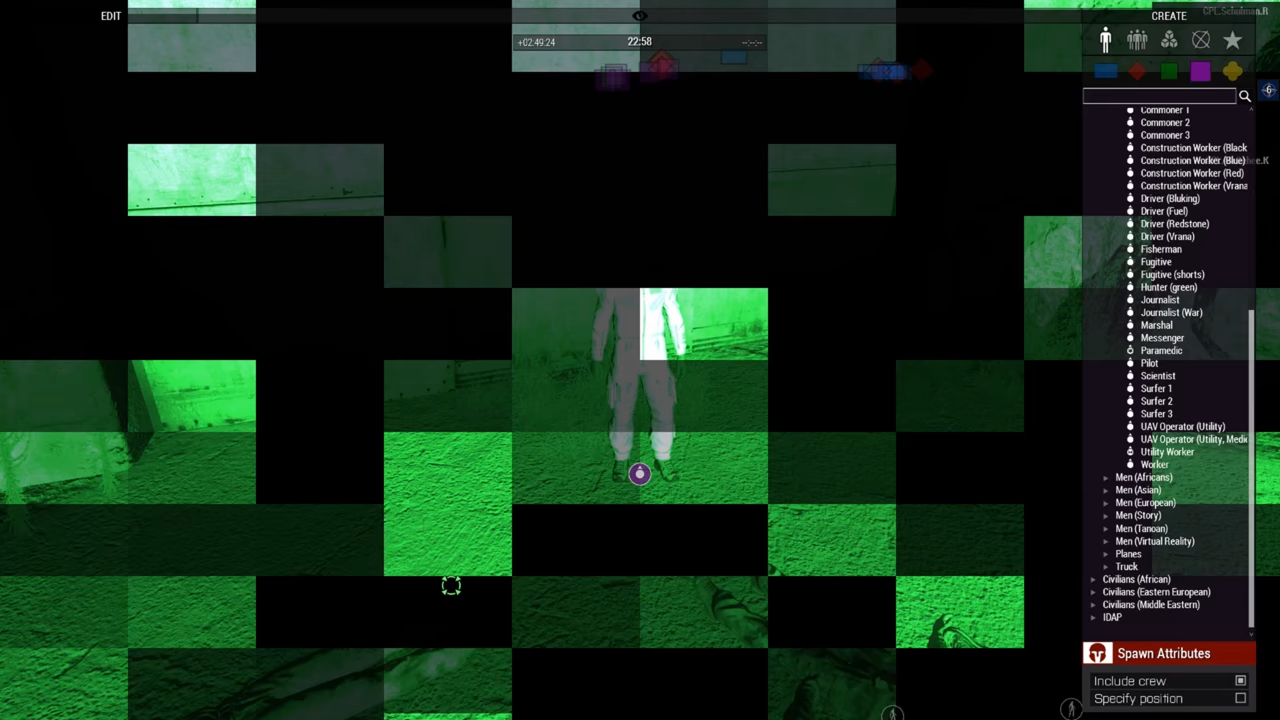 EDIT
CREATE
CPL.Schulman.R
+02.49.24
22:58
--:--:--
6
Commoner 1
Commoner 2
Commoner 3
Construction Worker (Black
Construction Worker (Blue)
Construction Worker (Red)
Construction Worker (Vrana
Driver (Bluking)
Driver (Fuel)
Driver (Redstone)
Driver (Vrana)
Fisherman
Fugitive
Fugitive (shorts)
Hunter (green)
Journalist
Journalist (War)
Marshal
Messenger
Paramedic
Pilot
Scientist
Surfer 1
Surfer 2
Surfer 3
UAV Operator (Utility)
UAV Operator (Utility, Medic
Utility Worker
Worker
Men (Africans)
Men (Asian)
Men (European)
Men (Story)
Men (Tanoan)
Men (Virtual Reality)
Planes
Truck
Civilians (African)
Civilians (Eastern European)
Civilians (Middle Eastern)
IDAP
Spawn Attributes
Include crew
Specify position